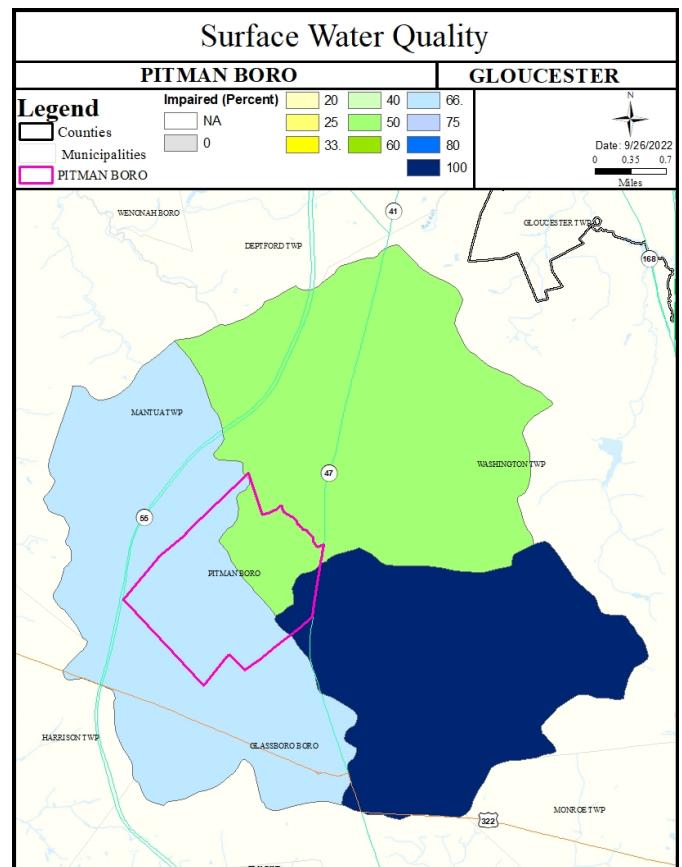 Surface Water Quality
PITMAN BORO
GLOUCESTER
Legend
Counties
Municipalities
PITMAN BORO
Impaired (Percent)
NA
0
20
25
33.
40
50
60
66.
75
80
100
N
Date: 9/26/2022
0 0.35 0.7
Miles
WENONAH BORO
41
GLOUCESTER TWP
DEPTFORD TWP
168
MANTUA TWP
WASHINGTON TWP
47
55
PITMAN BORO
HARRISON TWP
GLASSBORO BORO
MONROE TWP
322